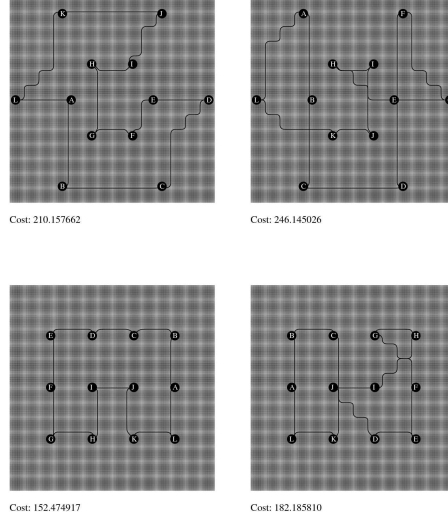 K J
H I
L A E D
G F
B C
Cost: 210.157662
A F
H I
L B E
K J
C D
Cost: 246.145026
E D C B
F I J A
G H K L
Cost: 152.474917
B C G H
A J I F
L K D E
Cost: 182.185810